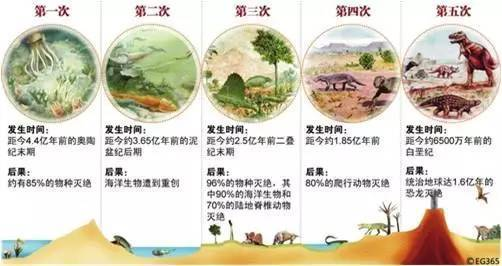 第一次
发生时间:
距今4.4亿年前的奥陶
纪末期
后果:
约有85%的物种灭绝
第二次
发生时间:
距今约3.65亿年前的泥
盆纪后期
后果:
海洋生物遭到重创
第三次
发生时间:
距今约2.5亿年前二叠
纪末期
后果:
96%的物种灭绝，其
中90%的海洋生物和
70%的陆地脊椎动物
灭绝
第四次
发生时间:
距今约1.85亿年前
后果:
80%的爬行动物灭绝
第五次
发生时间:
距今约6500万年前的
白垩纪
后果:
统治地球达1.6亿年的
恐龙灭绝
©EG365